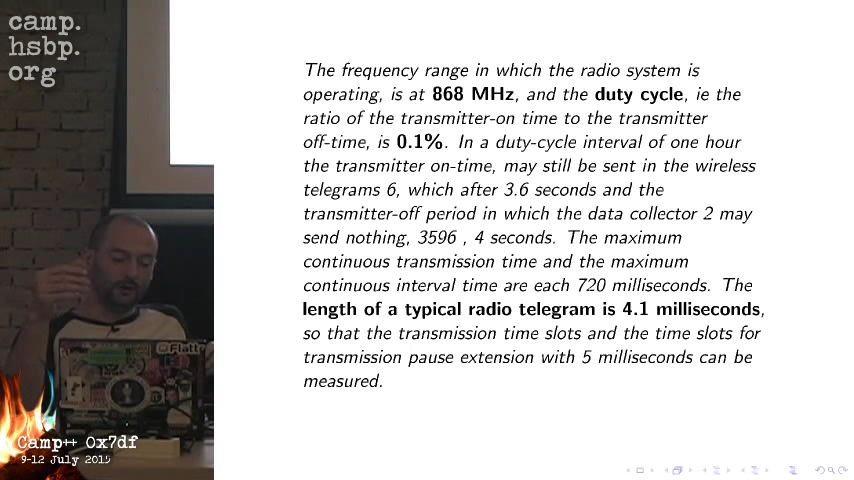 camp.
hsbp.
org
The frequency range in which the radio system is
operating, is at 868 MHz, and the duty cycle, ie the
ratio of the transmitter-on time to the transmitter
off-time, is 0.1%. In a duty-cycle interval of one hour
the transmitter on-time, may still be sent in the wireless
telegrams 6, which after 3.6 seconds and the
transmitter-off period in which the data collector 2 may
send nothing, 3596 , 4 seconds. The maximum
continuous transmission time and the maximum
continuous interval time are each 720 milliseconds. The
length of a typical radio telegram is 4.1 milliseconds,
so that the transmission time slots and the time slots for
transmission pause extension with 5 milliseconds can be
measured.
Flattr
Camp++ 0x7df
9-12 July 2015